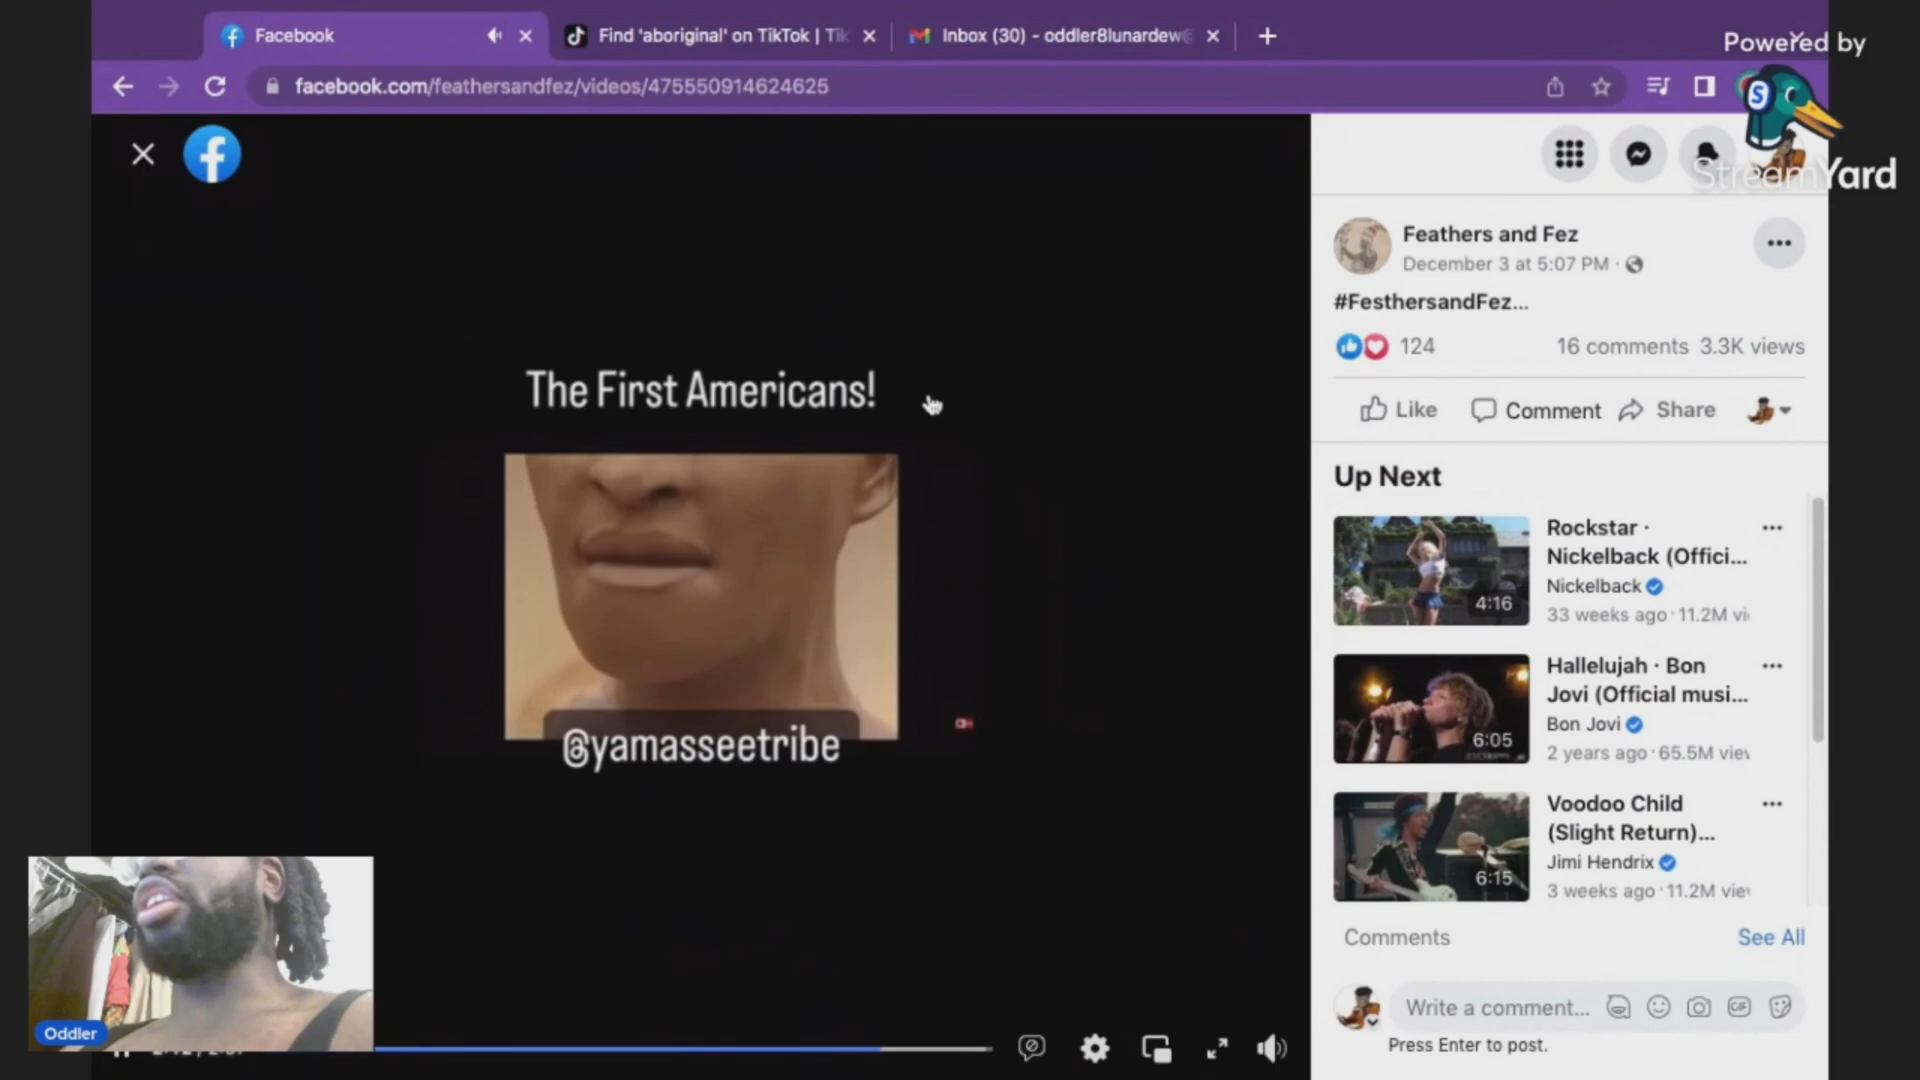 Facebook
Find 'aboriginal' on TikTok | Tik
Inbox (30) - oddler8lunardew
Powered by
facebook.com/feathersandfez/videos/475550914624625
StreamYard
Feathers and Fez
December 3 at 5:07 PM ·
#FesthersandFez...
124
16 comments 3.3K views
Like
Comment
Share
The First Americans!
@yamasseetribe
Up Next
Rockstar ·
Nickelback (Offici...
Nickelback
33 weeks ago · 11.2M vi
4:16
Hallelujah · Bon
Jovi (Official musi...
Bon Jovi
2 years ago · 65.5M view
6:05
Voodoo Child
(Slight Return)...
Jimi Hendrix
3 weeks ago · 11.2M view
6:15
Comments
See All
Write a comment...
GIF
Press Enter to post.
Oddler